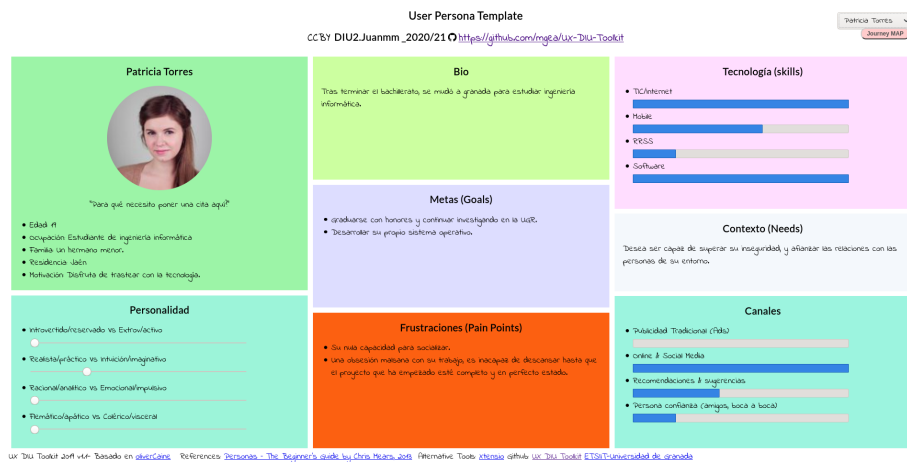 User Persona Template
CCBY DIU2.Juanmm_2020/21 https://github.com/mgea/Ux-DIU-Toolkit
Patricia Torres
Journey MAP
Patricia Torres
"Para qué necesito poner una cita aquí?"
Edad: 19
Ocupación Estudiante de ingeniería informática
Familia Un hermano menor.
Residencia Jaén
Motivación Disfruta de trastear con la tecnología.
Personalidad
Introvertido/reservado Vs Extrov/activo
Realista/práctico Vs Intuición/imaginativo
Racional/analítico Vs Emocional/impulsivo
Flemático/apático Vs Colérico/visceral
Bio
Tras terminar el bachillerato, se mudó a granada para estudiar ingeniería
informática.
Metas (Goals)
Graduarse con honores y continuar investigando en la UGR.
Desarrollar su propio sistema operativo.
Frustraciones (Pain Points)
Su nula capacidad para socializar.
Una obsesión malsana con su trabajo, es inacapaz de descansar hasta que
el proyecto que ha empezado esté completo y en perfecto estado.
Tecnología (skills)
TIC/Internet
Mobile
RRSS
Software
Contexto (Needs)
Desea ser capaz de superar su inseguridad, y afianzar las relaciones con las
personas de su entorno.
Canales
Publicidad Tradicional (Ads)
Online & Social Media
Recomendaciones & sugerencias
Persona confianza (amigos, boca a boca)
UX DIU Toolkit 2019 v1.1- Basado en oliverCaine References: Personas - The Beginner's Guide by Chris Mears. 2013 Alternative Tools: Xtensio github: UX DIU Toolkit ETSIIT-Universidad de Granada